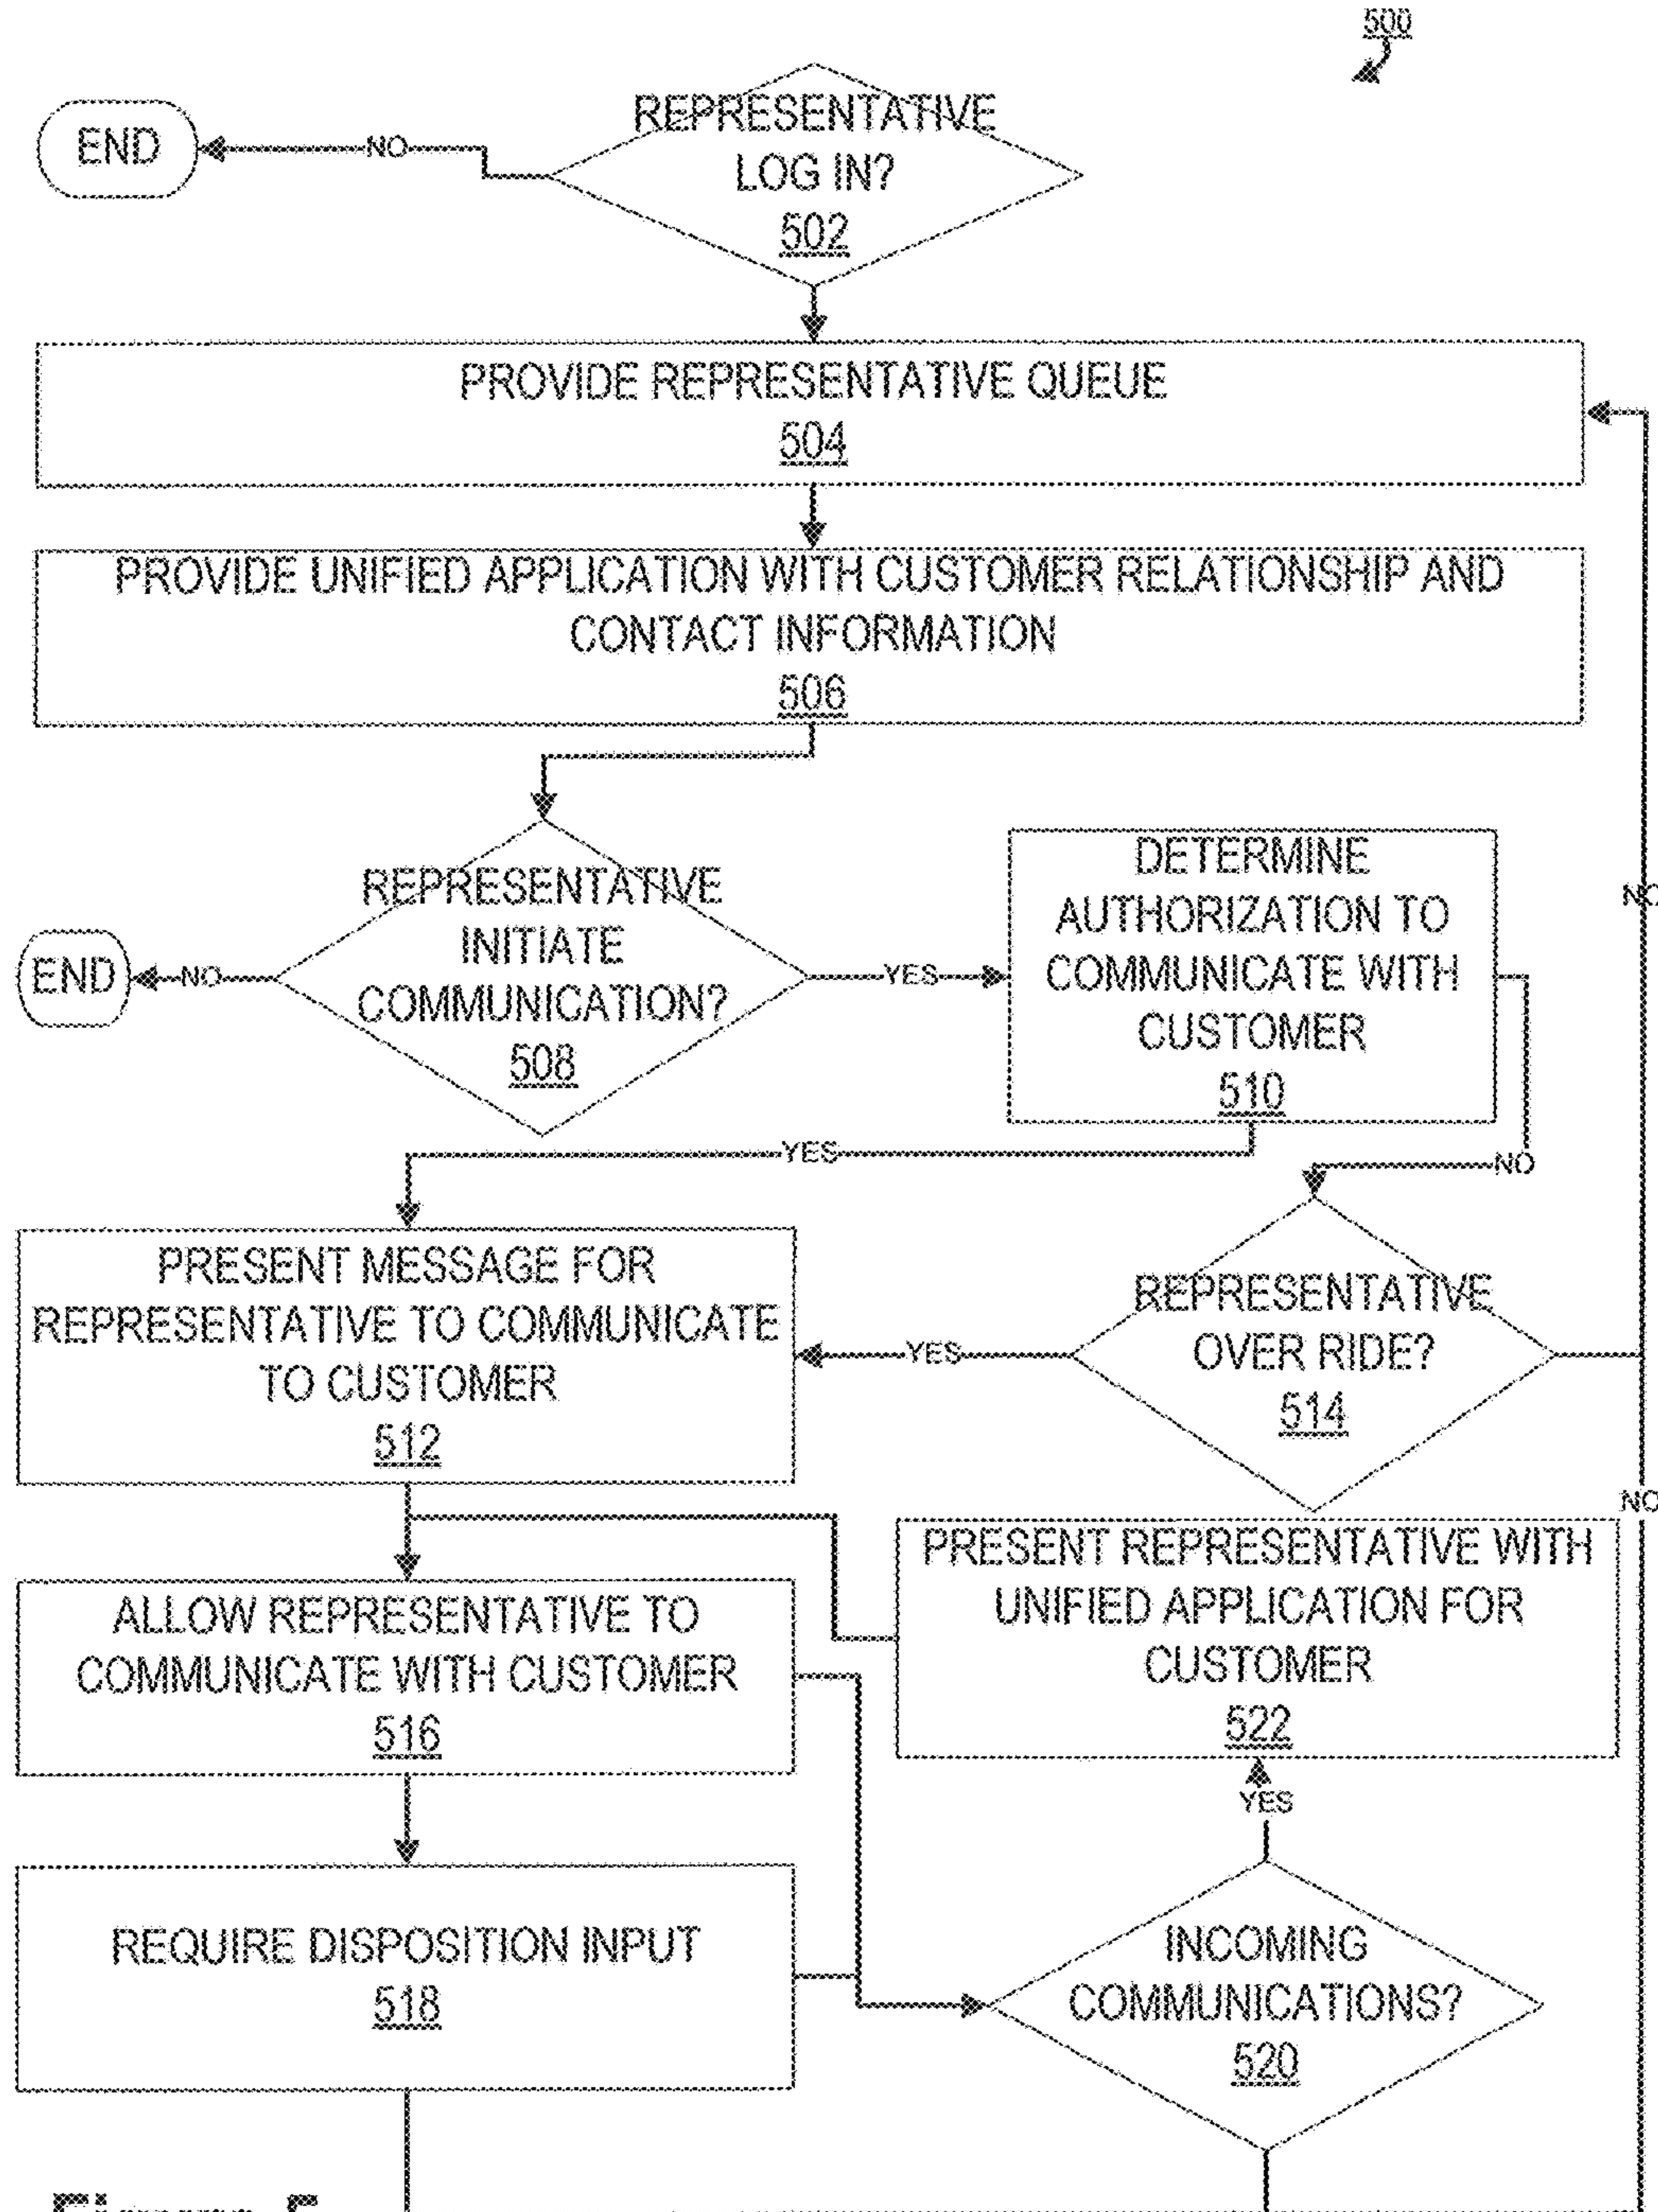 500
REPRESENTATIVE
LOG IN?
502
END
NO
PROVIDE REPRESENTATIVE QUEUE
504
PROVIDE UNIFIED APPLICATION WITH CUSTOMER RELATIONSHIP AND
CONTACT INFORMATION
506
REPRESENTATIVE
INITIATE
COMMUNICATION?
508
END
NO
YES
DETERMINE
AUTHORIZATION TO
COMMUNICATE WITH
CUSTOMER
510
NO
YES
NO
PRESENT MESSAGE FOR
REPRESENTATIVE TO COMMUNICATE
TO CUSTOMER
512
YES
REPRESENTATIVE
OVER RIDE?
514
NO
ALLOW REPRESENTATIVE TO
COMMUNICATE WITH CUSTOMER
516
PRESENT REPRESENTATIVE WITH
UNIFIED APPLICATION FOR
CUSTOMER
522
YES
REQUIRE DISPOSITION INPUT
518
INCOMING
COMMUNICATIONS?
520